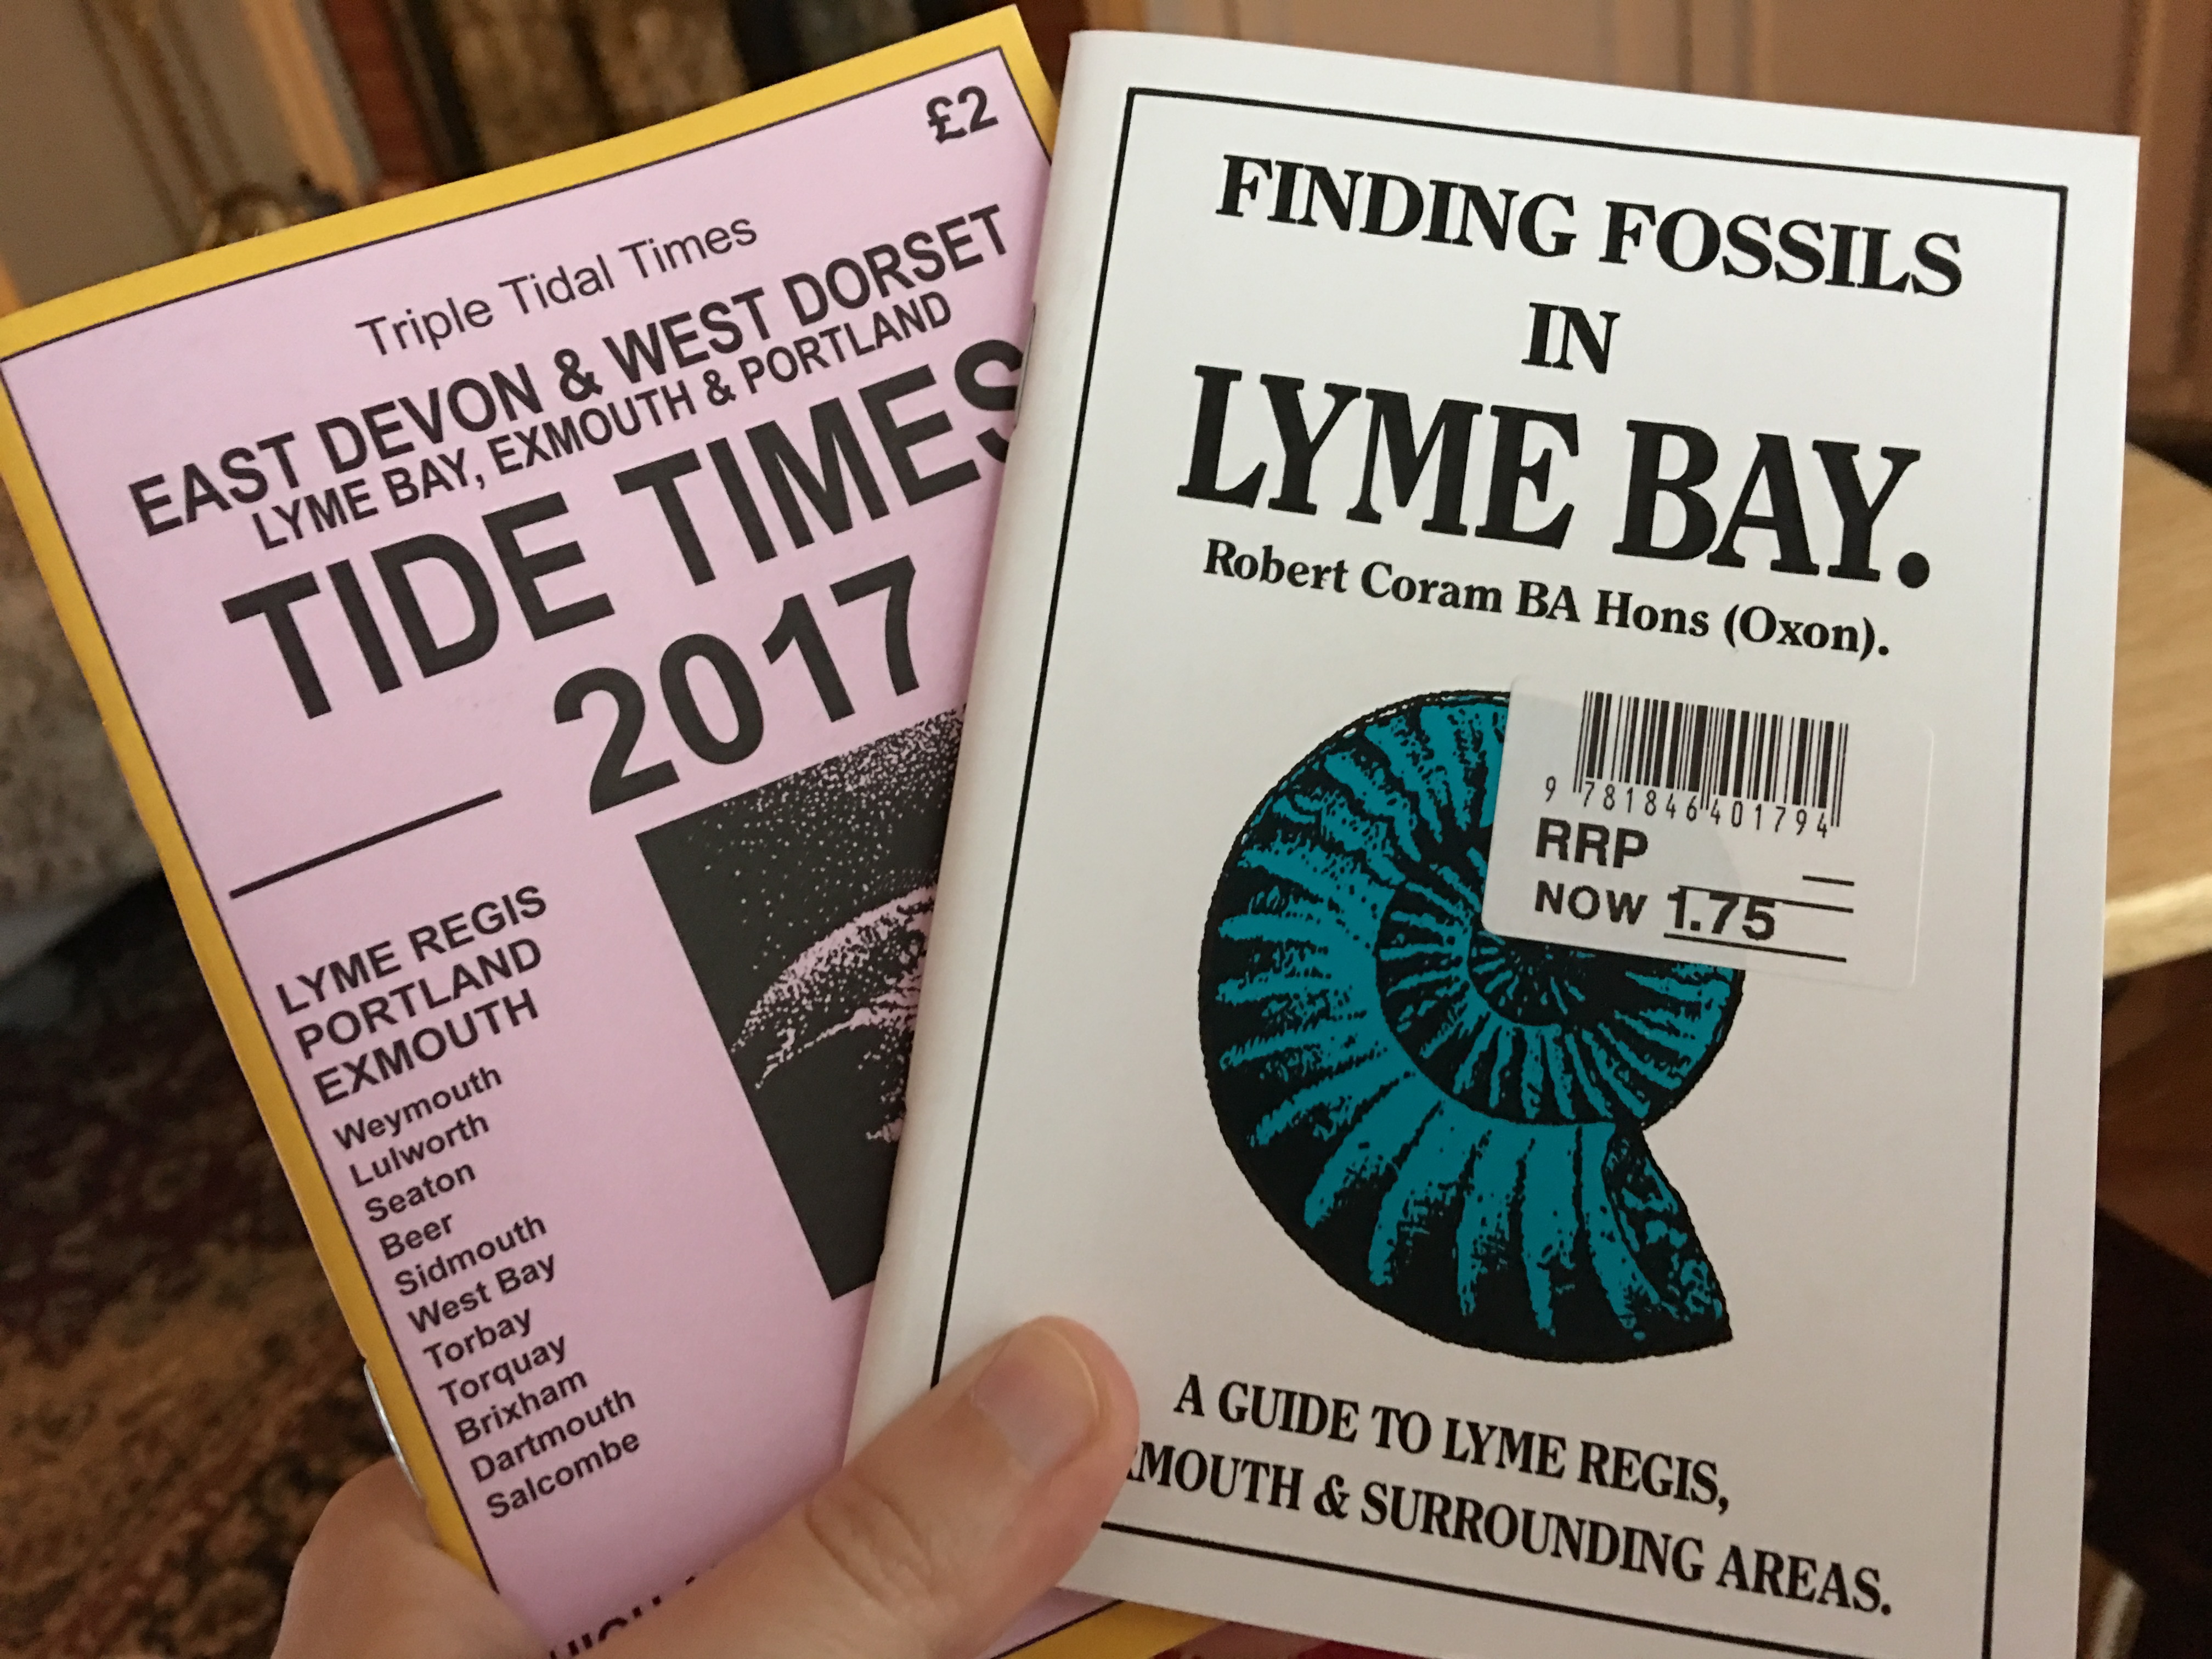 £2
Triple Tidal Times
EAST DEVON & WEST DORSET
LYME BAY, EXMOUTH & PORTLAND
TIDE TIMES
2017
LYME REGIS
PORTLAND
EXMOUTH
Weymouth
Lulworth
Seaton
Beer
Sidmouth
West Bay
Torbay
Torquay
Brixham
Dartmouth
Salcombe
FINDING FOSSILS
IN
LYME BAY.
Robert Coram BA Hons (Oxon).
9 781846 401794
RRP
NOW 1.75
A GUIDE TO LYME REGIS,
& SURROUNDING AREAS.